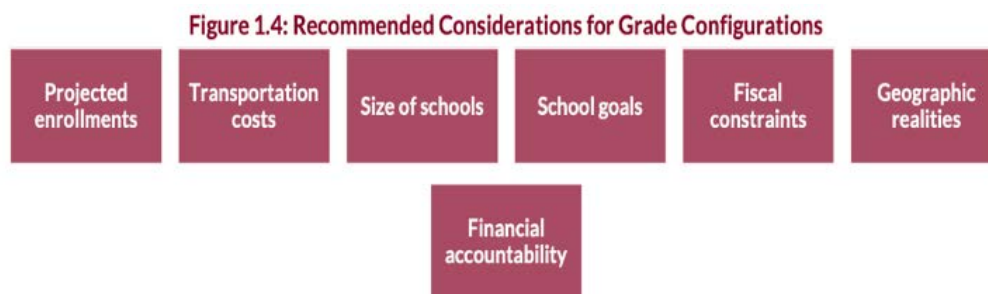 Figure 1.4: Recommended Considerations for Grade Configurations
Projected
enrollments
Transportation
costs
Size of schools
School goals
Fiscal
constraints
Geographic
realities
Financial
accountability